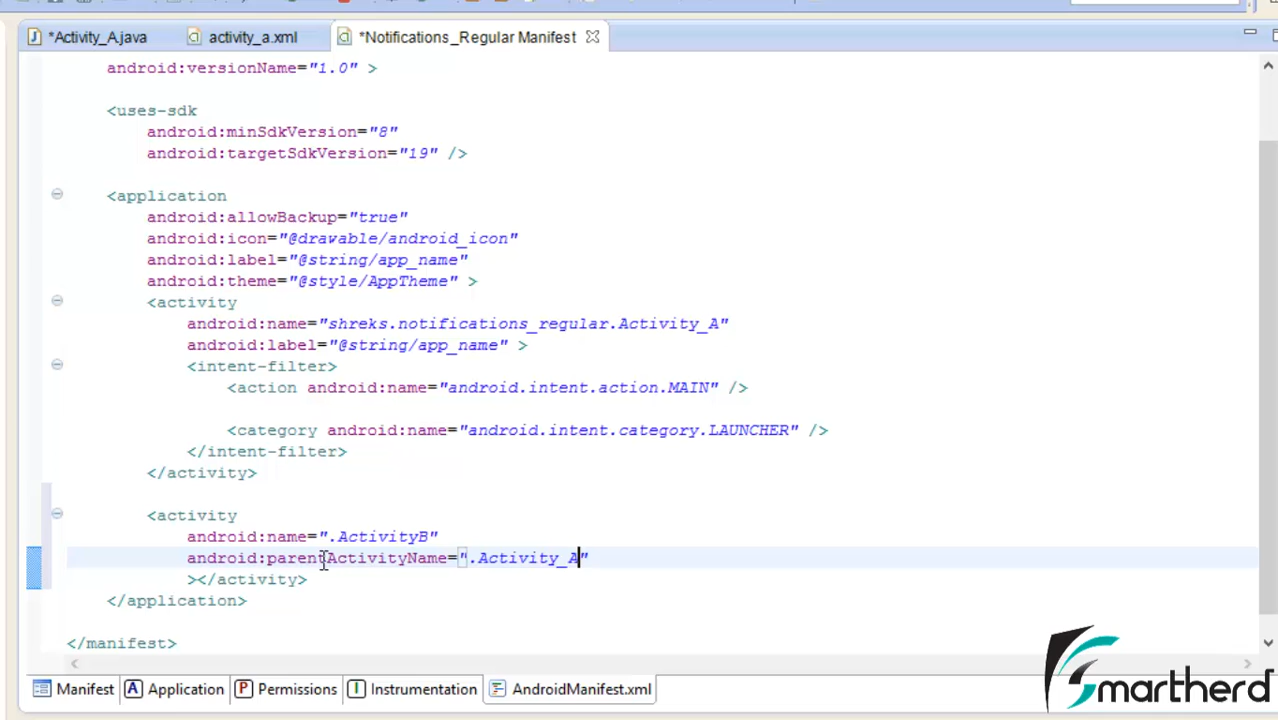 *Activity_A.java activity_a.xml *Notifications_Regular Manifest
android:versionName="1.0" >
<uses-sdk
android:minSdkVersion="8"
android:targetSdkVersion="19" />
<application
android:allowBackup="true"
android:icon="@drawable/android_icon"
android:label="@string/app_name"
android:theme="@style/AppTheme" >
<activity
android:name="shreks.notifications_regular.Activity_A"
android:label="@string/app_name" >
<intent-filter>
<action android:name="android.intent.action.MAIN" />
<category android:name="android.intent.category.LAUNCHER" />
</intent-filter>
</activity>
<activity
android:name=".ActivityB"
android:parentActivityName=".Activity_A"
></activity>
</application>
</manifest>
Manifest Application Permissions Instrumentation AndroidManifest.xml
Smartherd